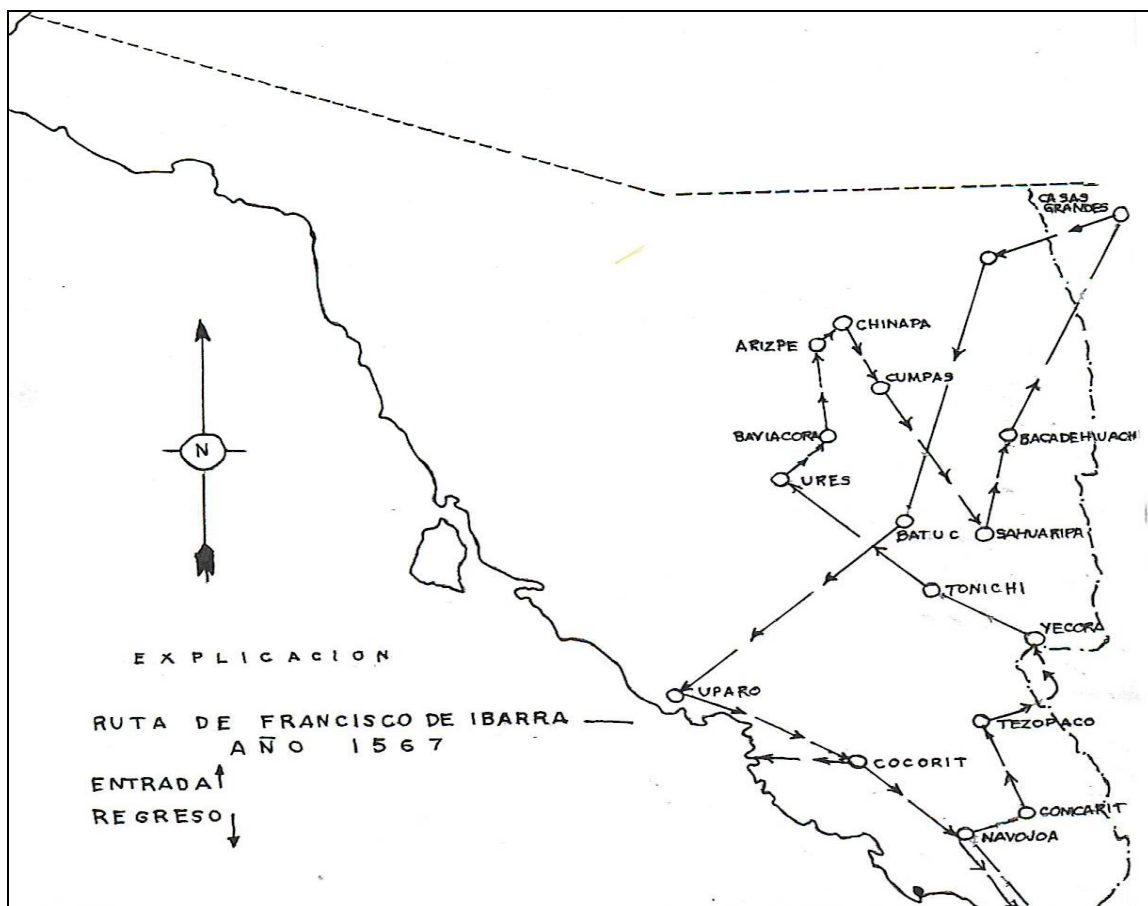 CASAS
GRANDES
CHINAPA
ARIZPE
CUMPAS
BAVIACORA
BACADEHUACHI
URES
BATUC
SAHUARIPA
TONICHI
YECORA
N
EXPLICACION
UPARO
RUTA DE FRANCISCO DE IBARRA
AÑO 1567
TEZOPACO
COCORIT
ENTRADA
REGRESO
CONICARIT
NAVOJOA